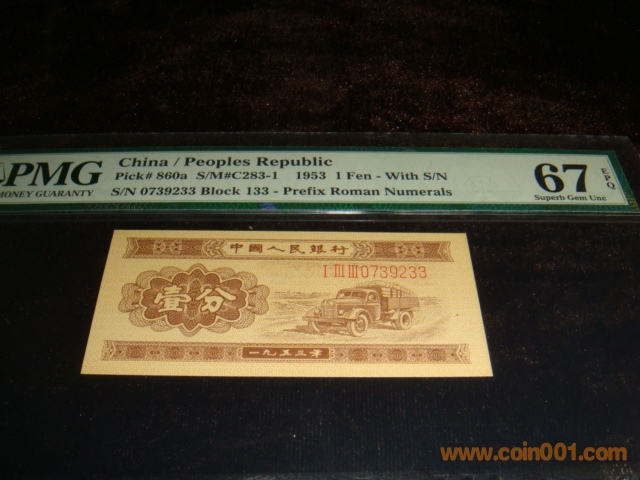 PMG
MONEY GUARANTY
China / Peoples Republic
Pick# 860a S/M#C283-1 1953 1 Fen - With S/N
S/N 0739233 Block 133 - Prefix Roman Numerals
67 EPQ
Superb Gem Unc
中國人民銀行
I III III 0739233
壹分
一九五三年
www.coin001.com